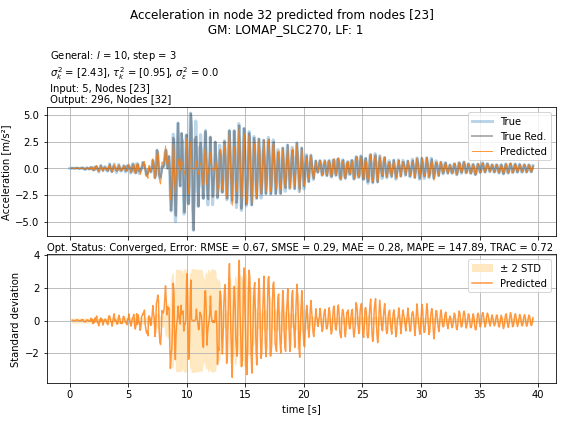 Acceleration in node 32 predicted from nodes [23]
GM: LOMAP_SLC270, LF: 1
General: l = 10, step = 3
σ²ₖ = [2.43], τ²ₖ = [0.95], σ²ₑ = 0.0
Input: 5, Nodes [23]
Output: 296, Nodes [32]
5.0
2.5
0.0
−2.5
−5.0
Acceleration [m/s²]
True
True Red.
Predicted
Opt. Status: Converged, Error: RMSE = 0.67, SMSE = 0.29, MAE = 0.28, MAPE = 147.89, TRAC = 0.72
4
2
0
−2
Standard deviation
± 2 STD
Predicted
0 5 10 15 20 25 30 35 40
time [s]